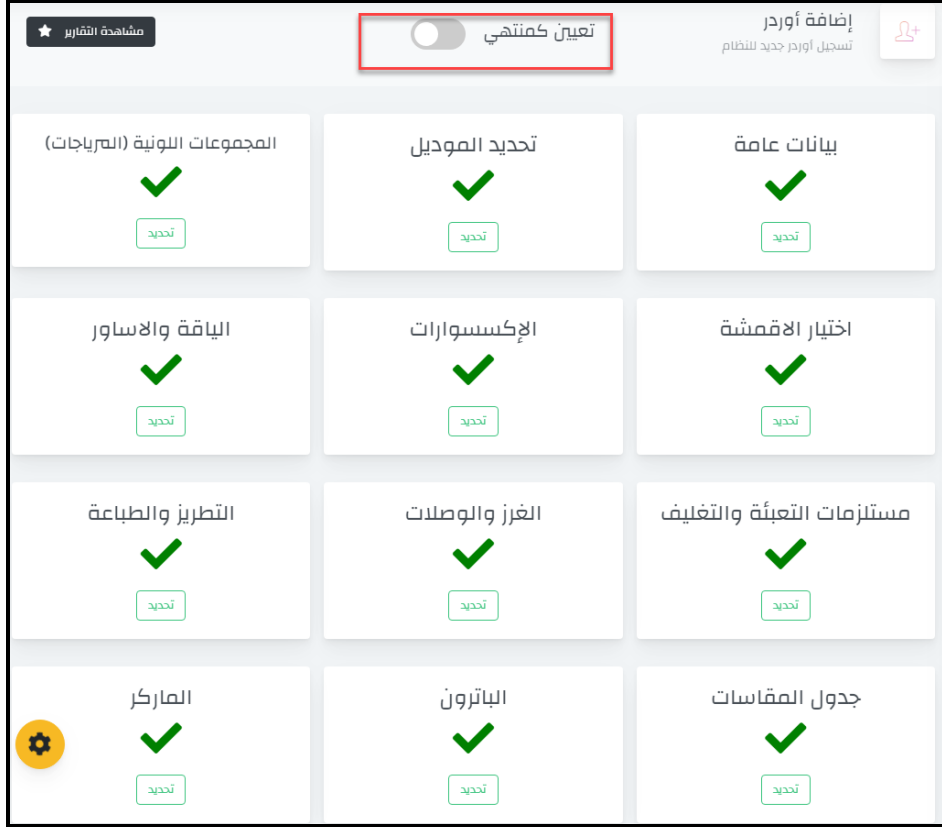 إضافة أوردر
تسجيل أوردر جديد للنظام
تعيين كمنتهي
مشاهدة التقارير
بيانات عامة
تحديد
تحديد الموديل
تحديد
المجموعات اللونية (المرياجات)
تحديد
اختيار الاقمشة
تحديد
الإكسسوارات
تحديد
الياقة والاساور
تحديد
مستلزمات التعبئة والتغليف
تحديد
الغرز والوصلات
تحديد
التطريز والطباعة
تحديد
جدول المقاسات
تحديد
الباترون
تحديد
الماركر
تحديد